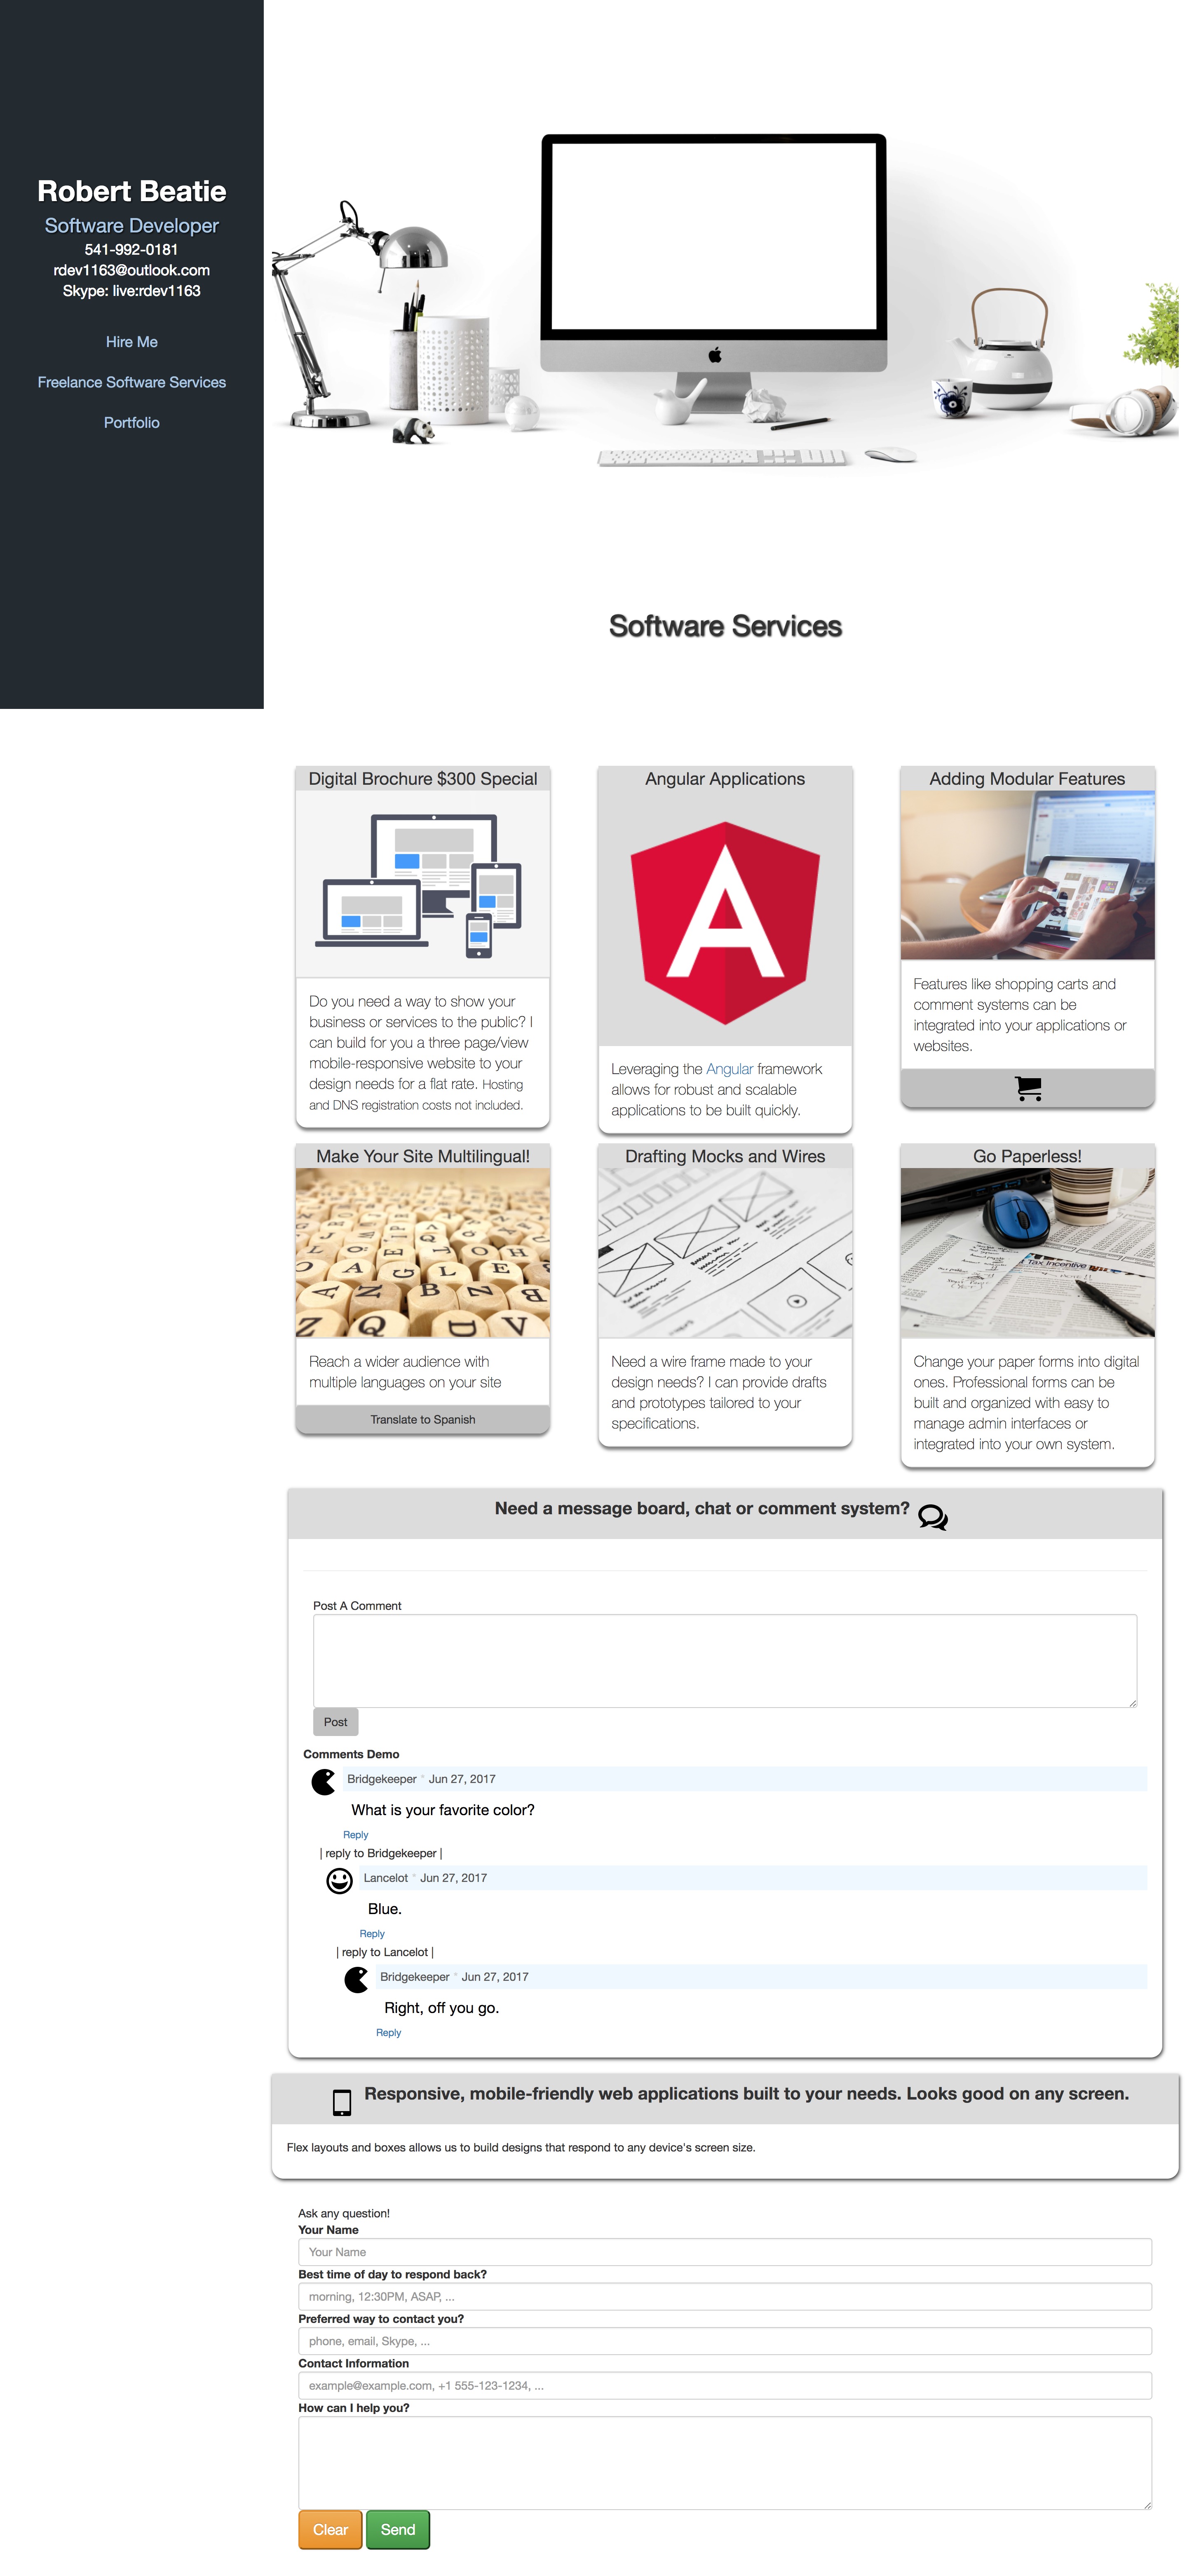 Robert Beatie
Software Developer
541-992-0181
rdev1163@outlook.com
Skype: live:rdev1163
Hire Me
Freelance Software Services
Portfolio
Software Services
Digital Brochure $300 Special
Do you need a way to show your
business or services to the public? I
can build for you a three page/view
mobile-responsive website to your
design needs for a flat rate. Hosting
and DNS registration costs not included.
Angular Applications
Leveraging the Angular framework
allows for robust and scalable
applications to be built quickly.
Adding Modular Features
Features like shopping carts and
comment systems can be
integrated into your applications or
websites.
Make Your Site Multilingual!
Reach a wider audience with
multiple languages on your site
Translate to Spanish
Drafting Mocks and Wires
Need a wire frame made to your
design needs? I can provide drafts
and prototypes tailored to your
specifications.
Go Paperless!
Tax Incentive
Change your paper forms into digital
ones. Professional forms can be
built and organized with easy to
manage admin interfaces or
integrated into your own system.
Need a message board, chat or comment system?
Post A Comment
Post
Comments Demo
Bridgekeeper * Jun 27, 2017
What is your favorite color?
Reply
| reply to Bridgekeeper |
Lancelot * Jun 27, 2017
Blue.
Reply
| reply to Lancelot |
Bridgekeeper * Jun 27, 2017
Right, off you go.
Reply
Responsive, mobile-friendly web applications built to your needs. Looks good on any screen.
Flex layouts and boxes allows us to build designs that respond to any device's screen size.
Ask any question!
Your Name
Your Name
Best time of day to respond back?
morning, 12:30PM, ASAP, ...
Preferred way to contact you?
phone, email, Skype, ...
Contact Information
example@example.com, +1 555-123-1234, ...
How can I help you?
Clear
Send